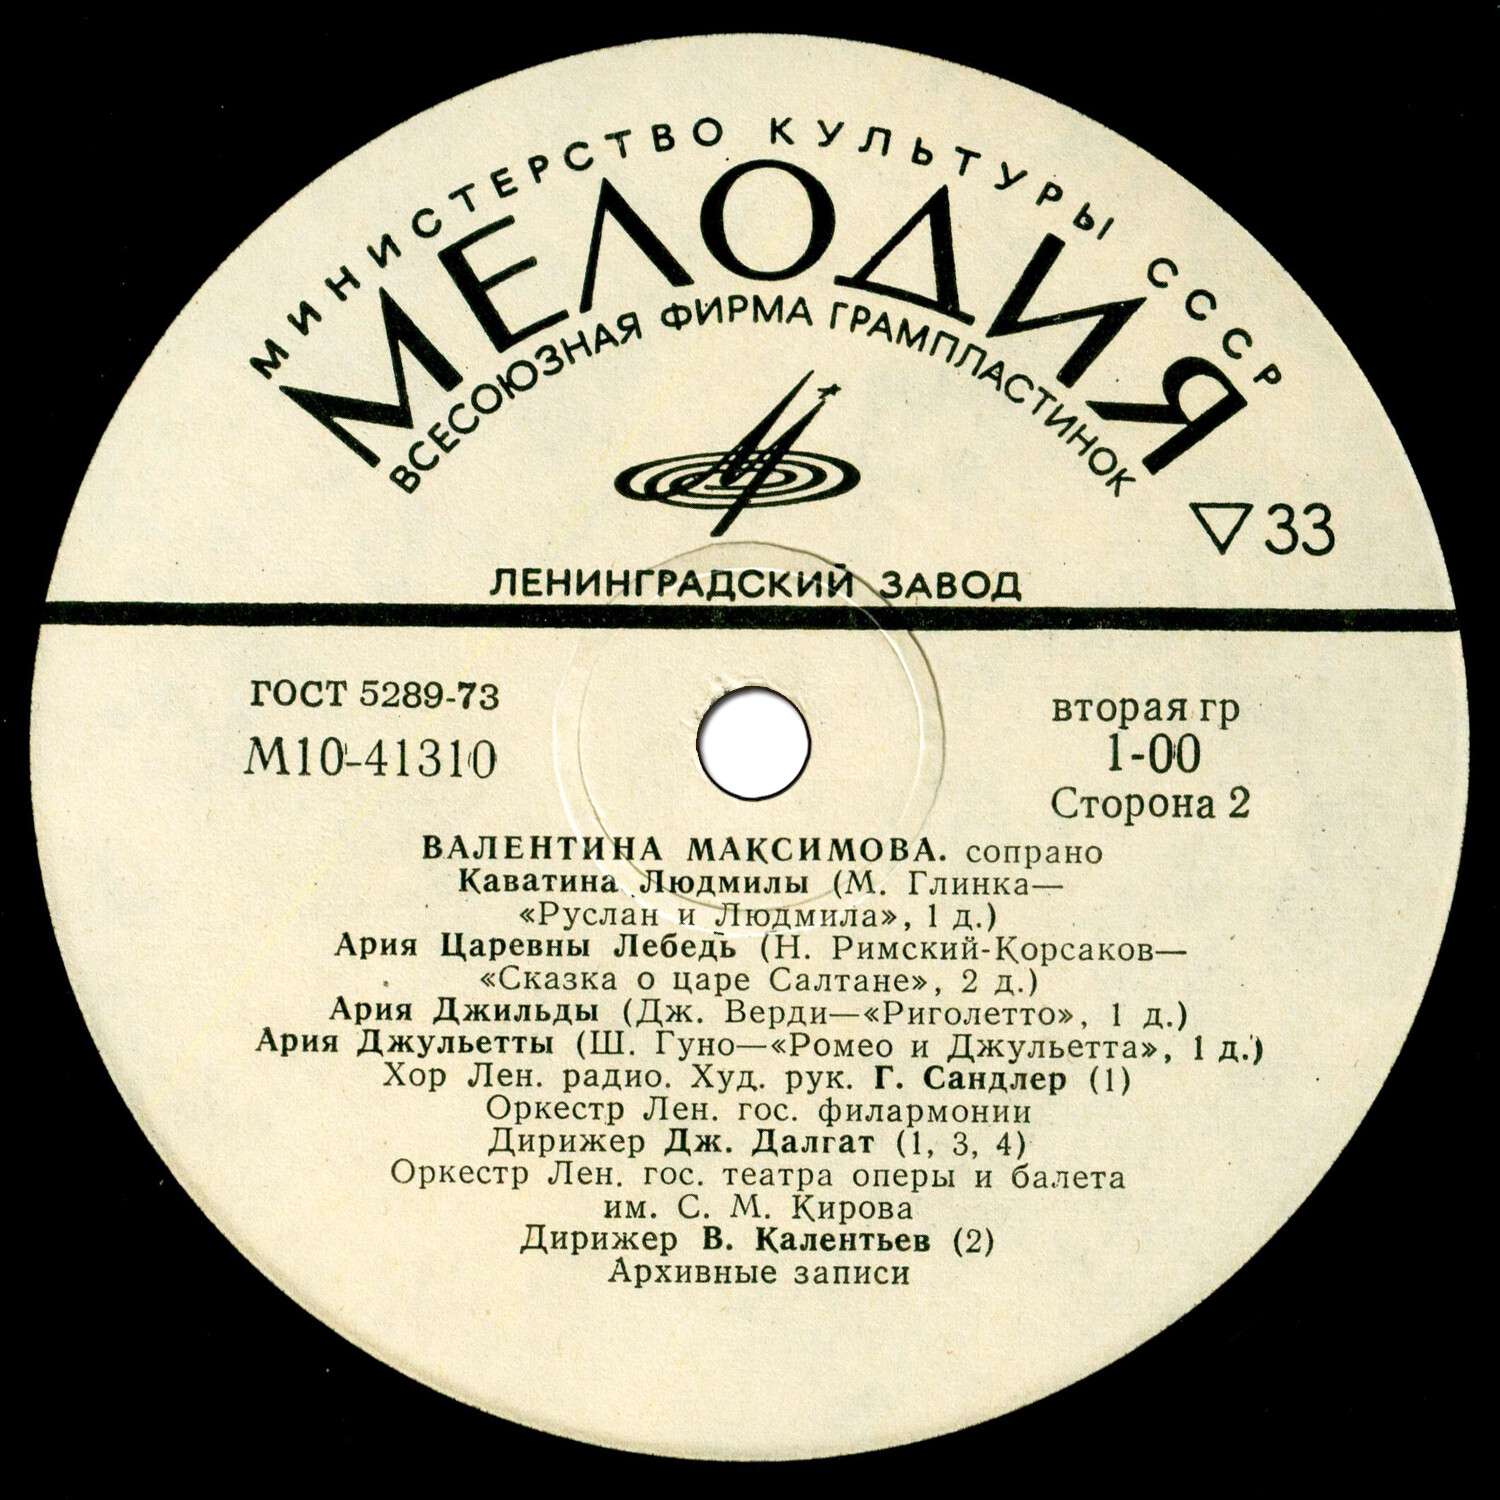 МИНИСТЕРСТВО КУЛЬТУРЫ СССР
МЕЛОДИЯ
ВСЕСОЮЗНАЯ ФИРМА ГРАМПЛАСТИНОК
33
ЛЕНИНГРАДСКИЙ ЗАВОД
ГОСТ 5289-73
М10-41310
вторая гр
1-00
Сторона 2
ВАЛЕНТИНА МАКСИМОВА. сопрано
Каватина Людмилы (М. Глинка—
«Руслан и Людмила», 1 д.)
Ария Царевны Лебедь (Н. Римский-Корсаков—
«Сказка о царе Салтане», 2 д.)
Ария Джильды (Дж. Верди—«Риголетто», 1 д.)
Ария Джульетты (Ш. Гуно—«Ромео и Джульетта», 1 д.)
Хор Лен. радио. Худ. рук. Г. Сандлер (1)
Оркестр Лен. гос. филармонии
Дирижер Дж. Далгат (1, 3, 4)
Оркестр Лен. гос. театра оперы и балета
им. С. М. Кирова
Дирижер В. Калентьев (2)
Архивные записи